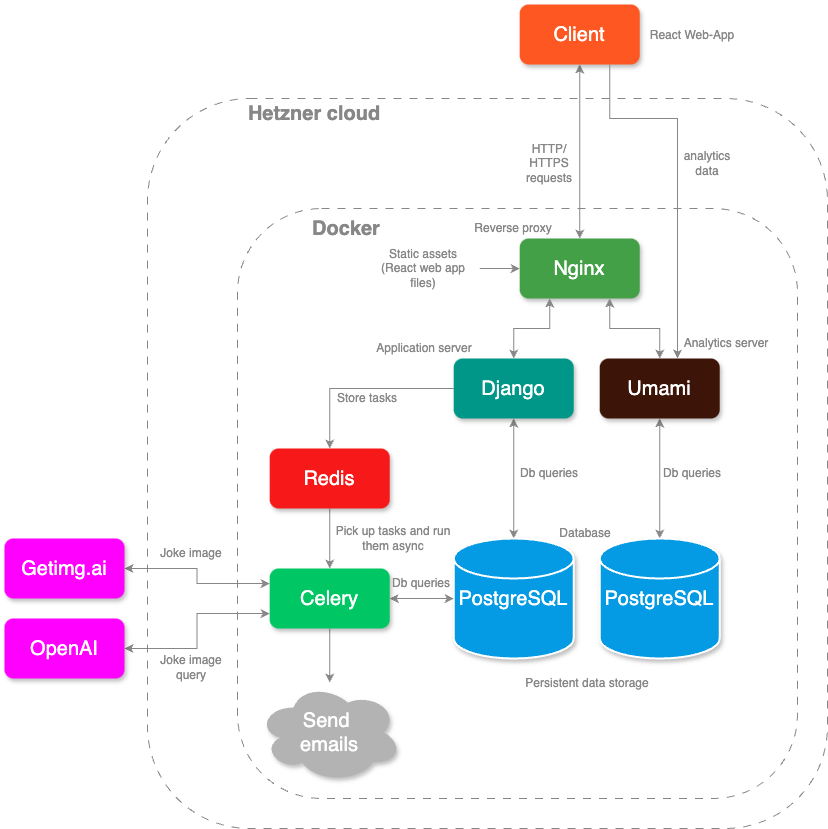 Client
React Web-App
Hetzner cloud
HTTP/
HTTPS
requests
analytics
data
Docker
Reverse proxy
Static assets
(React web app
files)
Nginx
Application server
Analytics server
Django
Umami
Store tasks
Redis
Db queries
Db queries
Pick up tasks and run
them async
Database
Getimg.ai
Joke image
Celery
Db queries
PostgreSQL
PostgreSQL
OpenAI
Joke image
query
Persistent data storage
Send
emails